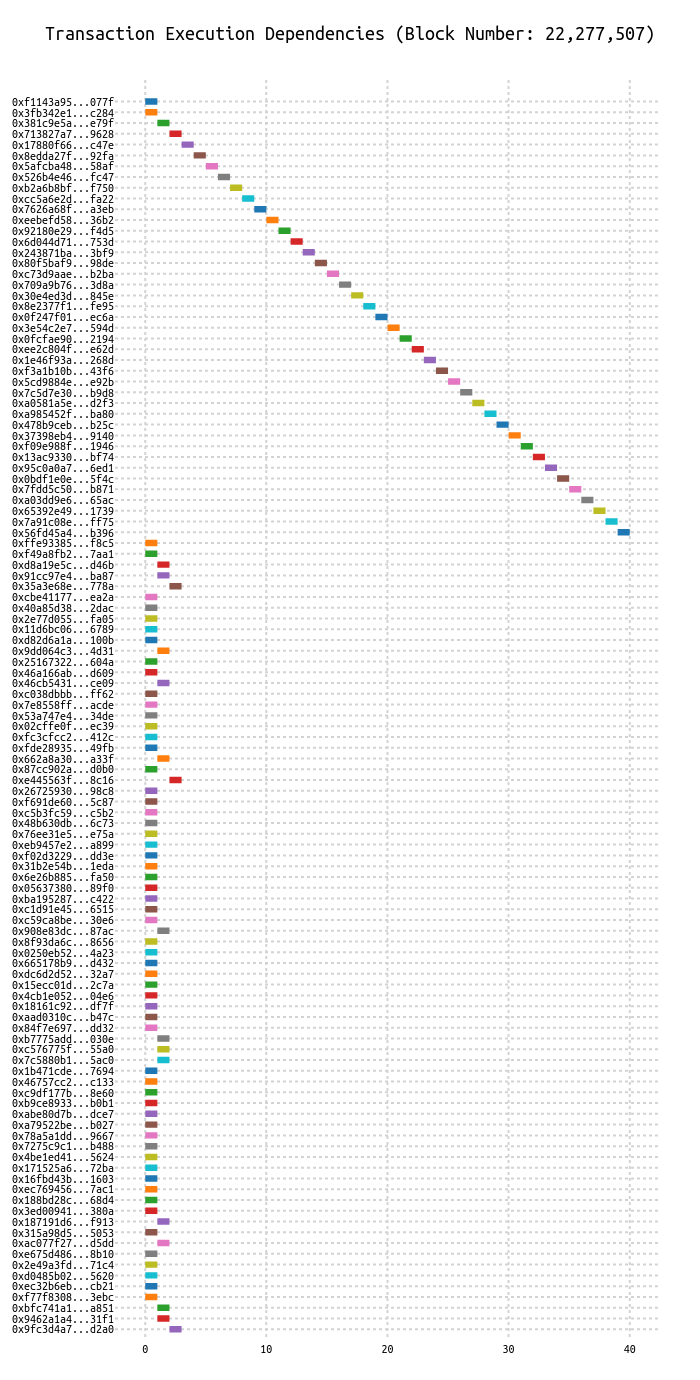 Transaction Execution Dependencies (Block Number: 22,277,507)
0xf1143a95...077f
0x3fb342e1...c284
0x381c9e5a...e79f
0x713827a7...9628
0x17880f66...c47e
0x8edda27f...92fa
0x5afcba48...58af
0x526b4e46...fc47
0xb2a6b8bf...f750
0xcc5a6e2d...fa22
0x7626a68f...a3eb
0xeebefd58...36b2
0x92180e29...f4d5
0x6d044d71...753d
0x243871ba...3bf9
0x80f5baf9...98de
0xc73d9aae...b2ba
0x709a9b76...3d8a
0x30e4ed3d...845e
0x8e2377f1...fe95
0x0f247f01...ec6a
0x3e54c2e7...594d
0x0fcfae90...2194
0xee2c804f...e62d
0x1e46f93a...268d
0xf3a1b10b...43f6
0x5cd9884e...e92b
0x7c5d7e30...b9d8
0xa0581a5e...d2f3
0xa985452f...ba80
0x478b9ceb...b25c
0x37398eb4...9140
0xf09e988f...1946
0x13ac9330...bf74
0x95c0a0a7...6ed1
0x0bdf1e0e...5f4c
0x7fdd5c50...b871
0xa03dd9e6...65ac
0x65392e49...1739
0x7a91c08e...ff75
0x56fd45a4...b396
0xffe93385...f8c5
0xf49a8fb2...7aa1
0xd8a19e5c...d46b
0x91cc97e4...ba87
0x35a3e68e...778a
0xcbe41177...ea2a
0x40a85d38...2dac
0x2e77d055...fa05
0x11d6bc06...6789
0xd82d6a1a...100b
0x9dd064c3...4d31
0x25167322...604a
0x46a166ab...d609
0x46cb5431...ce09
0xc038dbbb...ff62
0x7e8558ff...acde
0x53a747e4...34de
0x02cffe0f...ec39
0xfc3cfcc2...412c
0xfde28935...49fb
0x662a8a30...a33f
0x87cc902a...d0b0
0xe445563f...8c16
0x26725930...98c8
0xf691de60...5c87
0xc5b3fc59...c5b2
0x48b630db...6c73
0x76ee31e5...e75a
0xeb9457e2...a899
0xf02d3229...dd3e
0x31b2e54b...1eda
0x6e26b885...fa50
0x05637380...89f0
0xba195287...c422
0xc1d91e45...6515
0xc59ca8be...30e6
0x908e83dc...87ac
0x8f93da6c...8656
0x0250eb52...4a23
0x665178b9...d432
0xdc6d2d52...32a7
0x15ecc01d...2c7a
0x4cb1e052...04e6
0x18161c92...df7f
0xaad0310c...b47c
0x84f7e697...dd32
0xb7775add...030e
0xc576775f...55a0
0x7c5880b1...5ac0
0x1b471cde...7694
0x46757cc2...c133
0xc9df177b...8e60
0xb9ce8933...b0b1
0xabe80d7b...dce7
0xa79522be...b027
0x78a5a1dd...9667
0x7275c9c1...b488
0x4be1ed41...5624
0x171525a6...72ba
0x16fbd43b...1603
0xec769456...7ac1
0x188bd28c...68d4
0x3ed00941...380a
0x187191d6...f913
0x315a98d5...5053
0xac077f27...d5dd
0xe675d486...8b10
0x2e49a3fd...71c4
0xd0485b02...5620
0xec32b6eb...cb21
0xf77f8308...3ebc
0xbfc741a1...a851
0x9462a1a4...31f1
0x9fc3d4a7...d2a0
0 10 20 30 40